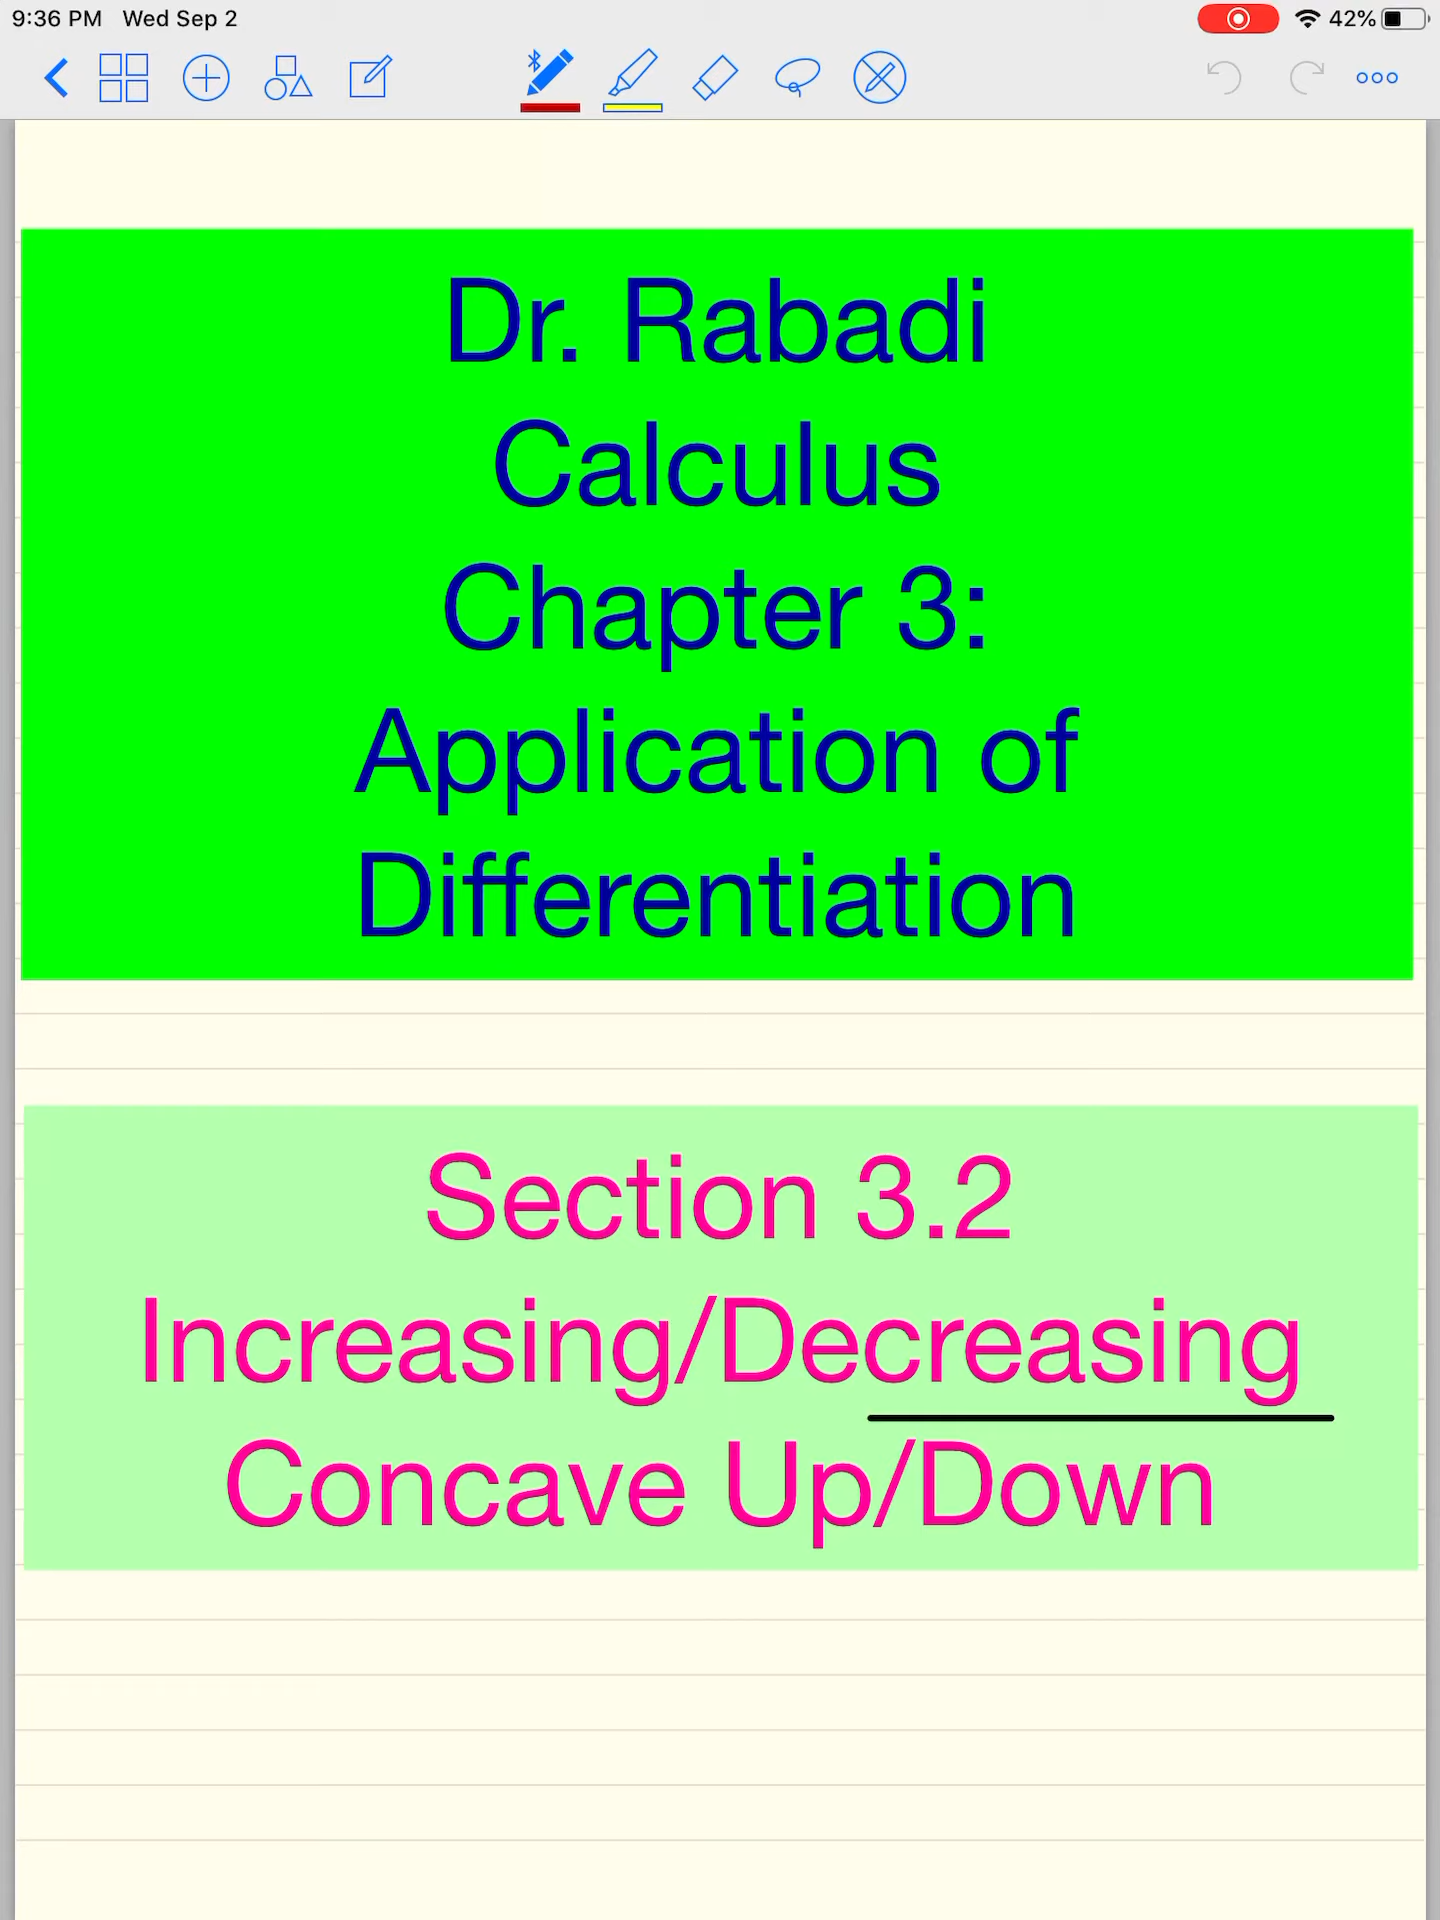 9:36 PM Wed Sep 2
42%
Dr. Rabadi
Calculus
Chapter 3:
Application of
Differentiation
Section 3.2
Increasing/Decreasing
Concave Up/Down